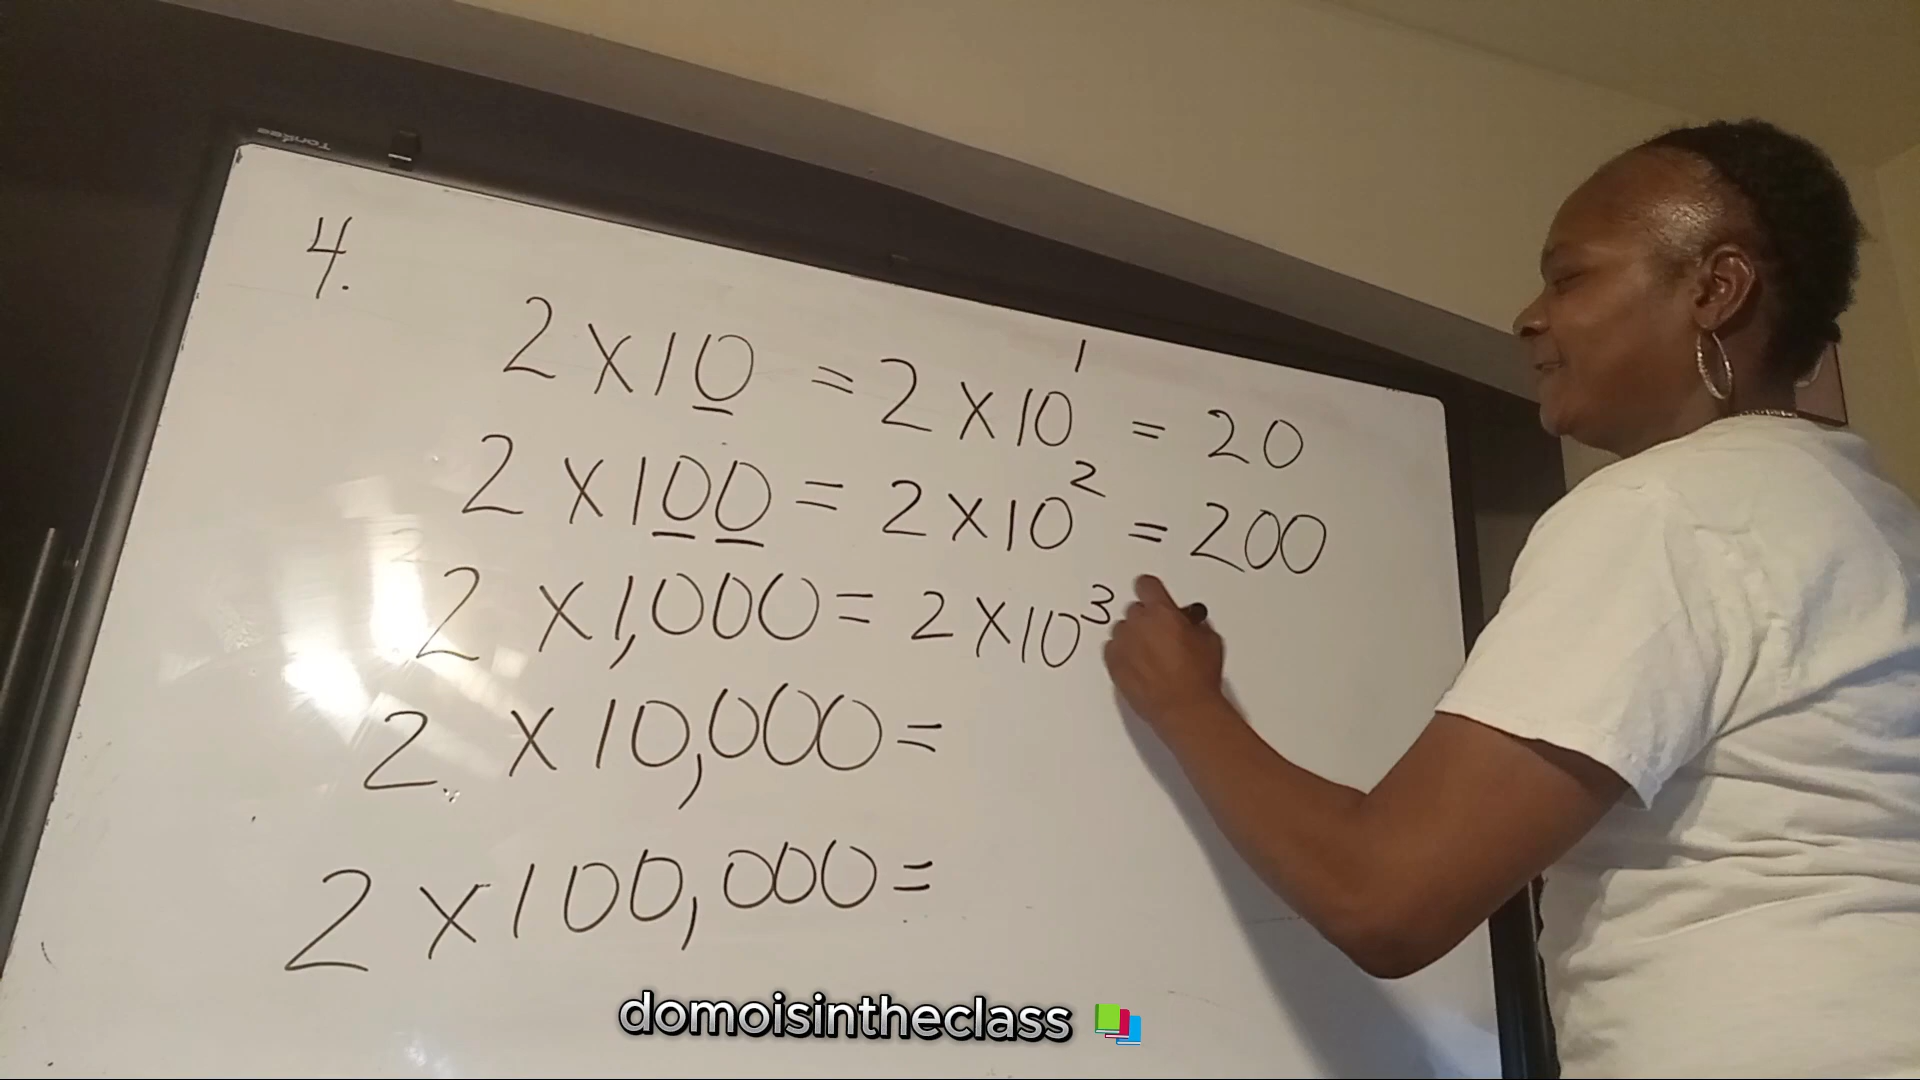 Tonkea
4.
2 × 10 = 2 × 10¹ = 20
2 × 100 = 2 × 10² = 200
2 × 1,000 = 2 × 10³
2 × 10,000 =
2 × 100,000 =
domoisintheclass